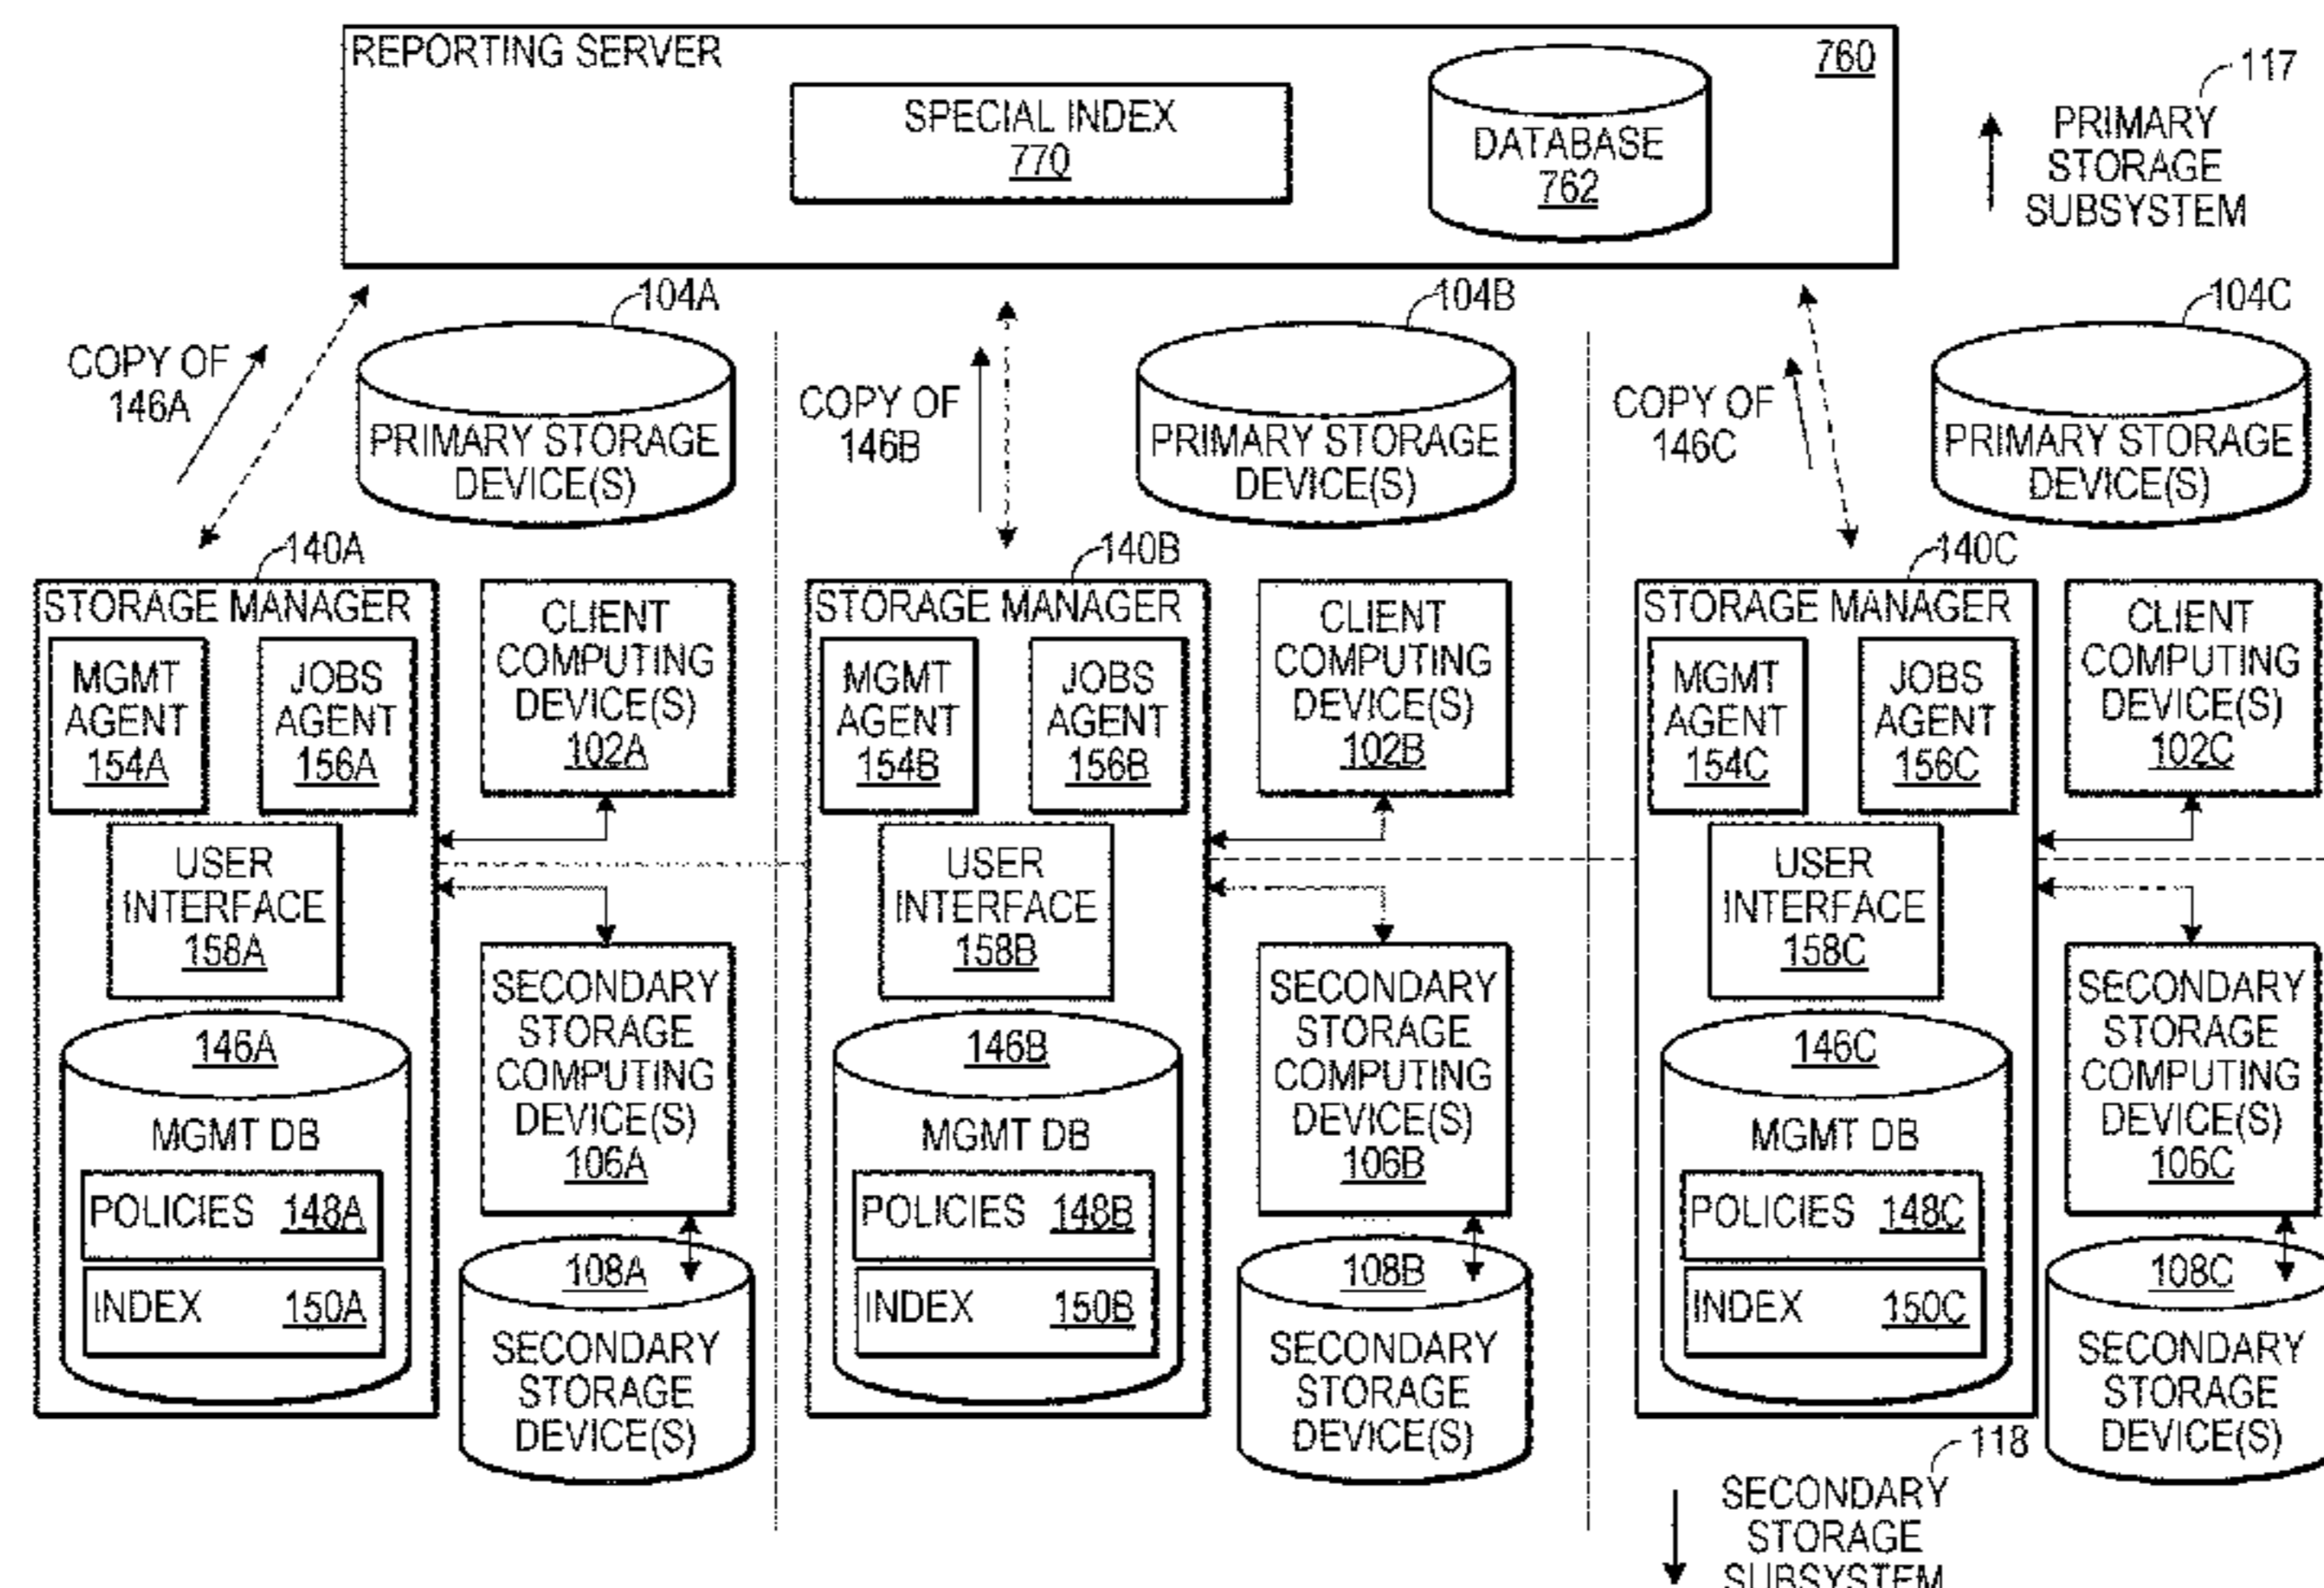 REPORTING SERVER
760
SPECIAL INDEX
770
DATABASE
762
117
PRIMARY
STORAGE
SUBSYSTEM
COPY OF
146A
104A
PRIMARY STORAGE
DEVICE(S)
COPY OF
146B
104B
PRIMARY STORAGE
DEVICE(S)
COPY OF
146C
104C
PRIMARY STORAGE
DEVICE(S)
140A
STORAGE MANAGER
MGMT
AGENT
154A
JOBS
AGENT
156A
USER
INTERFACE
158A
146A
MGMT DB
POLICIES 148A
INDEX 150A
CLIENT
COMPUTING
DEVICE(S)
102A
SECONDARY
STORAGE
COMPUTING
DEVICE(S)
106A
108A
SECONDARY
STORAGE
DEVICE(S)
140B
STORAGE MANAGER
MGMT
AGENT
154B
JOBS
AGENT
156B
USER
INTERFACE
158B
146B
MGMT DB
POLICIES 148B
INDEX 150B
CLIENT
COMPUTING
DEVICE(S)
102B
SECONDARY
STORAGE
COMPUTING
DEVICE(S)
106B
108B
SECONDARY
STORAGE
DEVICE(S)
140C
STORAGE MANAGER
MGMT
AGENT
154C
JOBS
AGENT
156C
USER
INTERFACE
158C
146C
MGMT DB
POLICIES 148C
INDEX 150C
CLIENT
COMPUTING
DEVICE(S)
102C
SECONDARY
STORAGE
COMPUTING
DEVICE(S)
106C
108C
SECONDARY
STORAGE
DEVICE(S)
118
SECONDARY
STORAGE
SUBSYSTEM